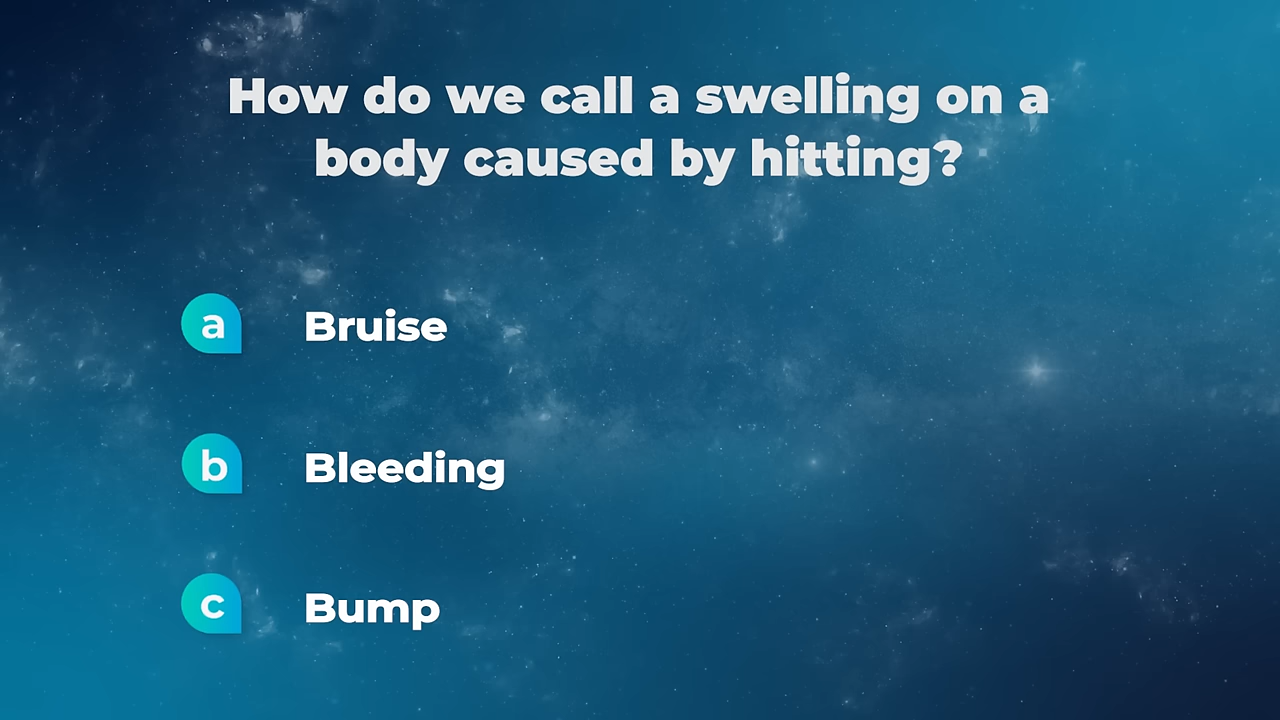 How do we call a swelling on a
body caused by hitting?
a Bruise
b Bleeding
c Bump